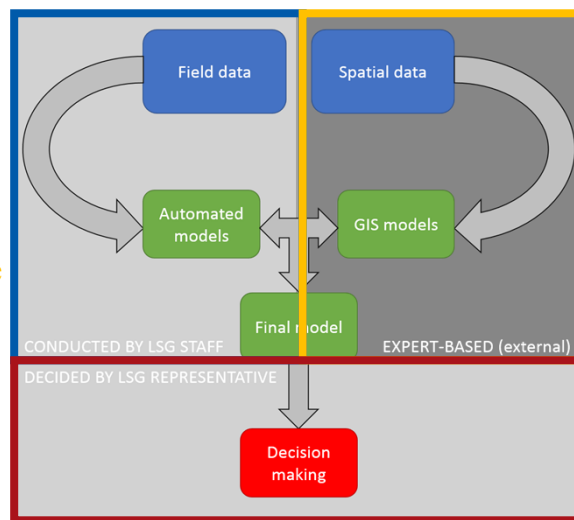 Field data
Spatial data
Automated
models
GIS models
Final model
CONDUCTED BY LSG STAFF
EXPERT-BASED (external)
DECIDED BY LSG REPRESENTATIVE
Decision
making